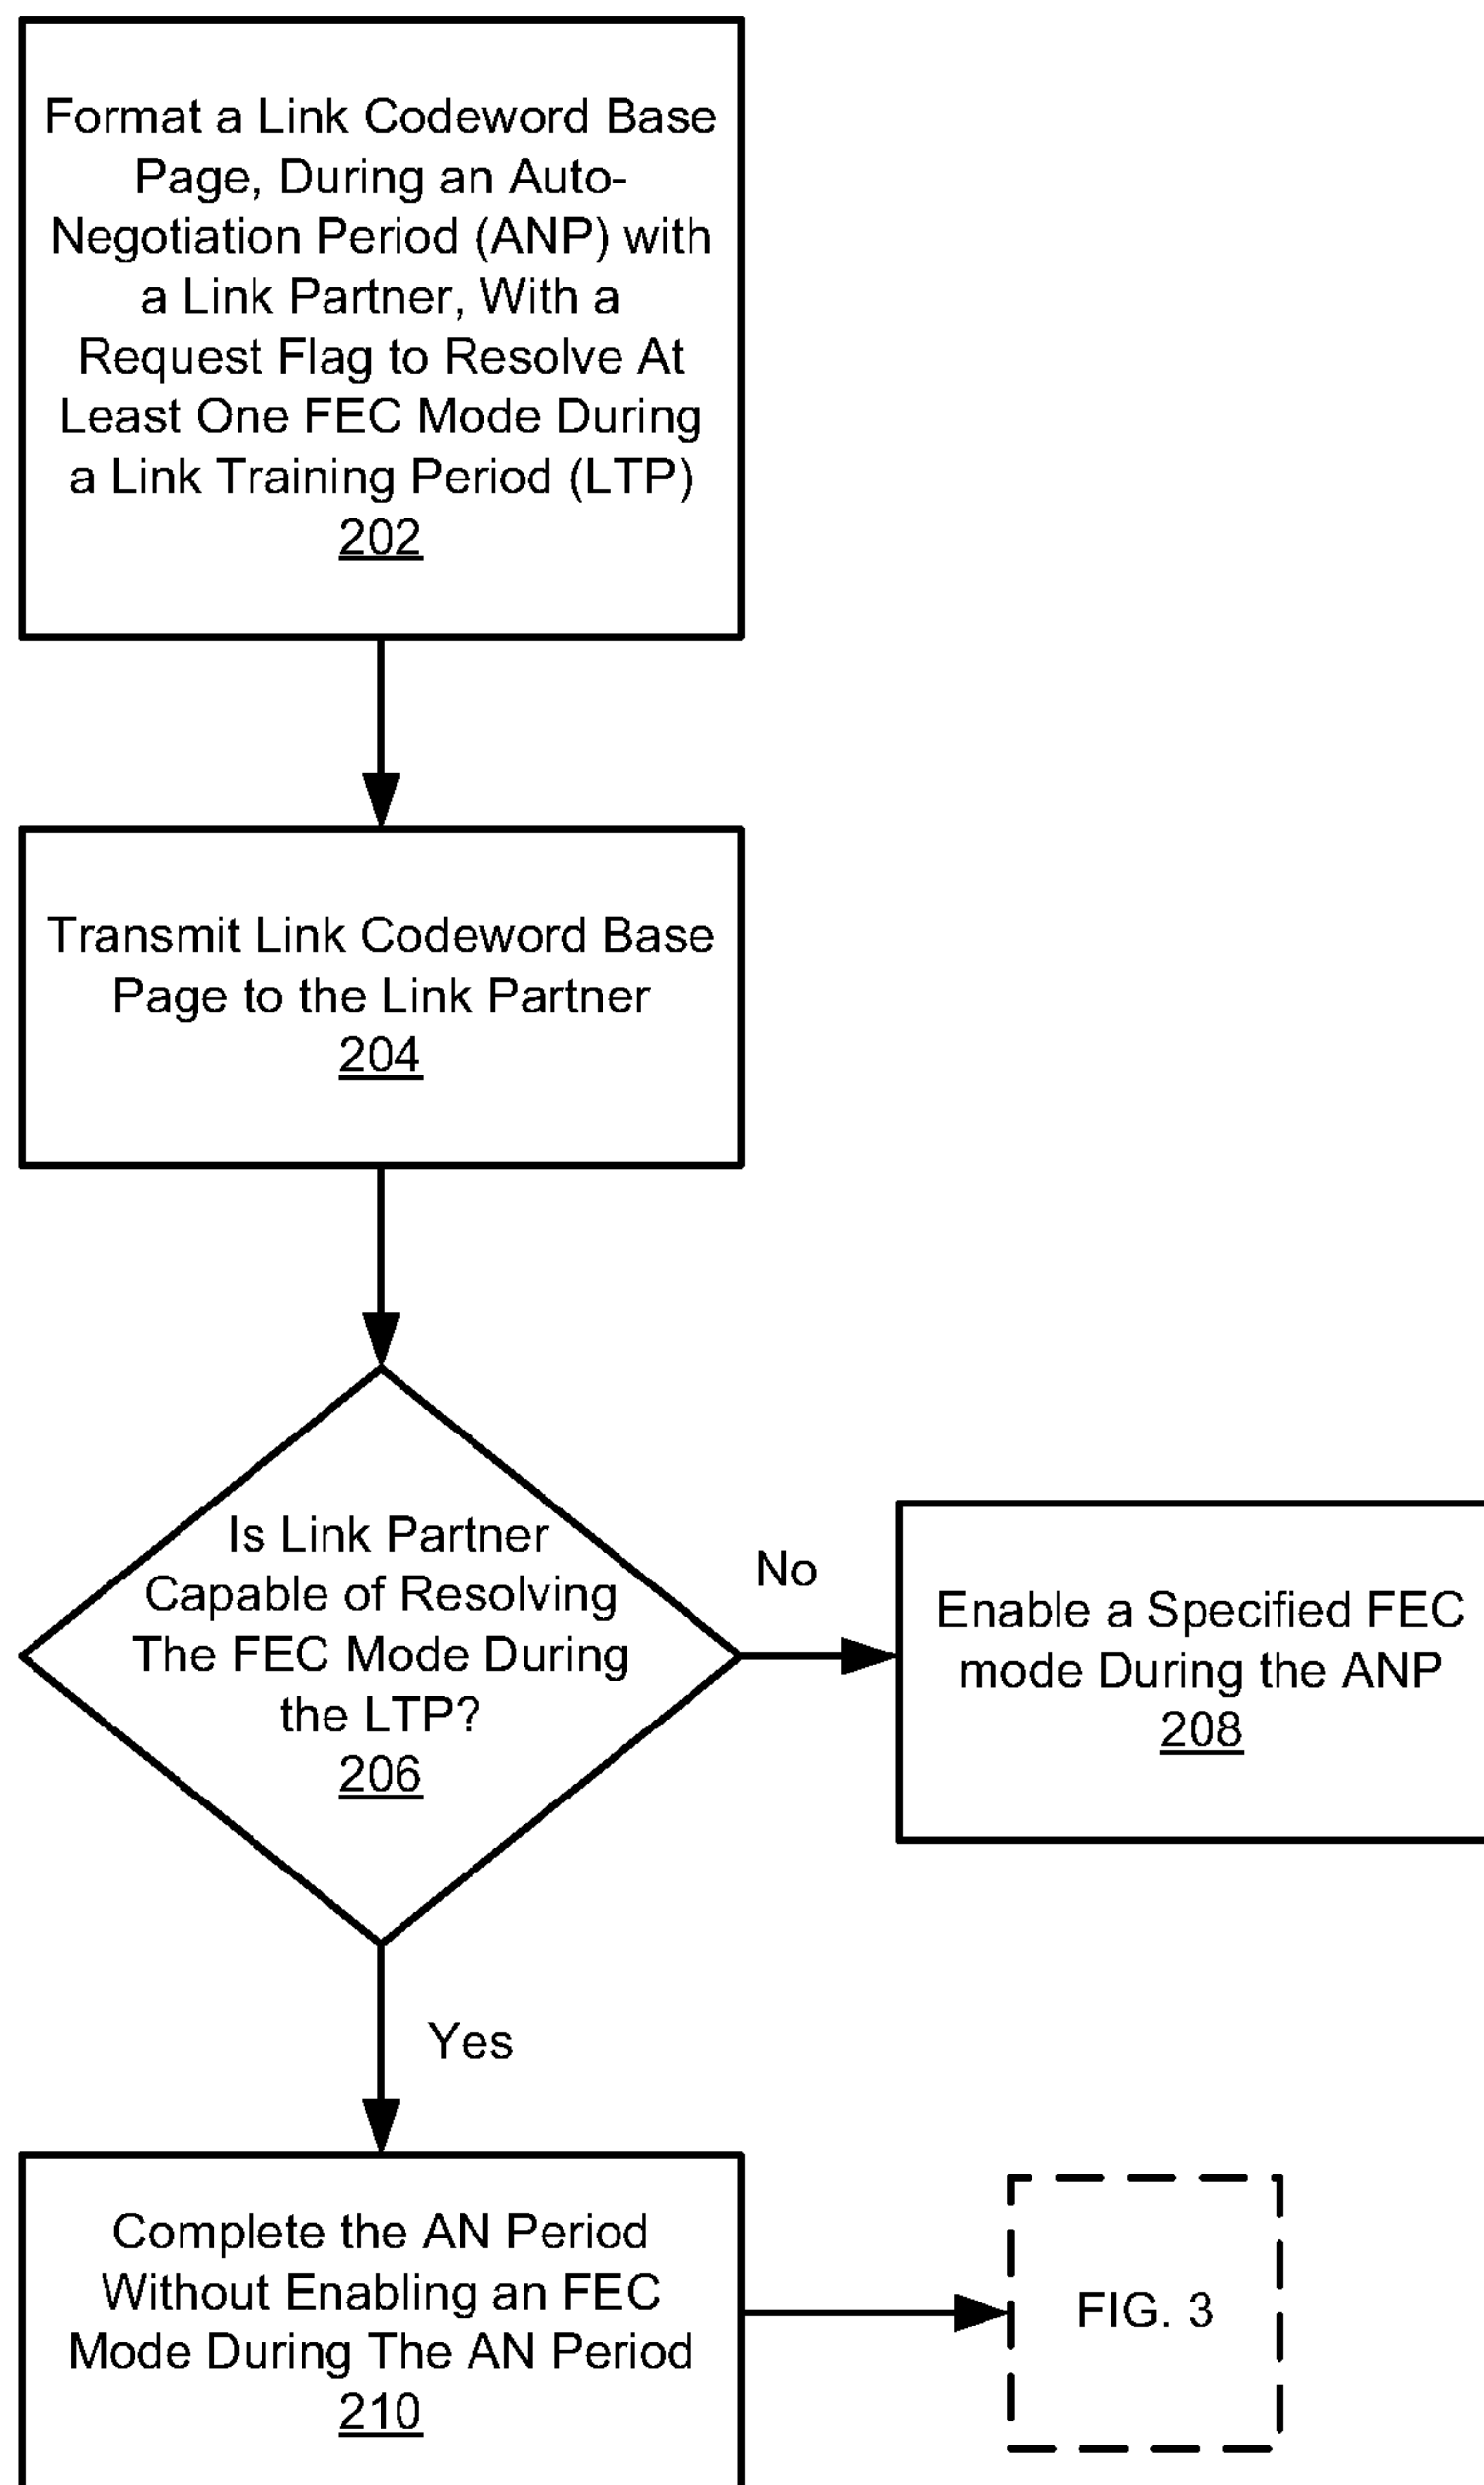 Format a Link Codeword Base
Page, During an Auto-
Negotiation Period (ANP) with
a Link Partner, With a
Request Flag to Resolve At
Least One FEC Mode During
a Link Training Period (LTP)
202
Transmit Link Codeword Base
Page to the Link Partner
204
Is Link Partner
Capable of Resolving
The FEC Mode During
the LTP?
206
No
Enable a Specified FEC
mode During the ANP
208
Yes
Complete the AN Period
Without Enabling an FEC
Mode During The AN Period
210
FIG. 3